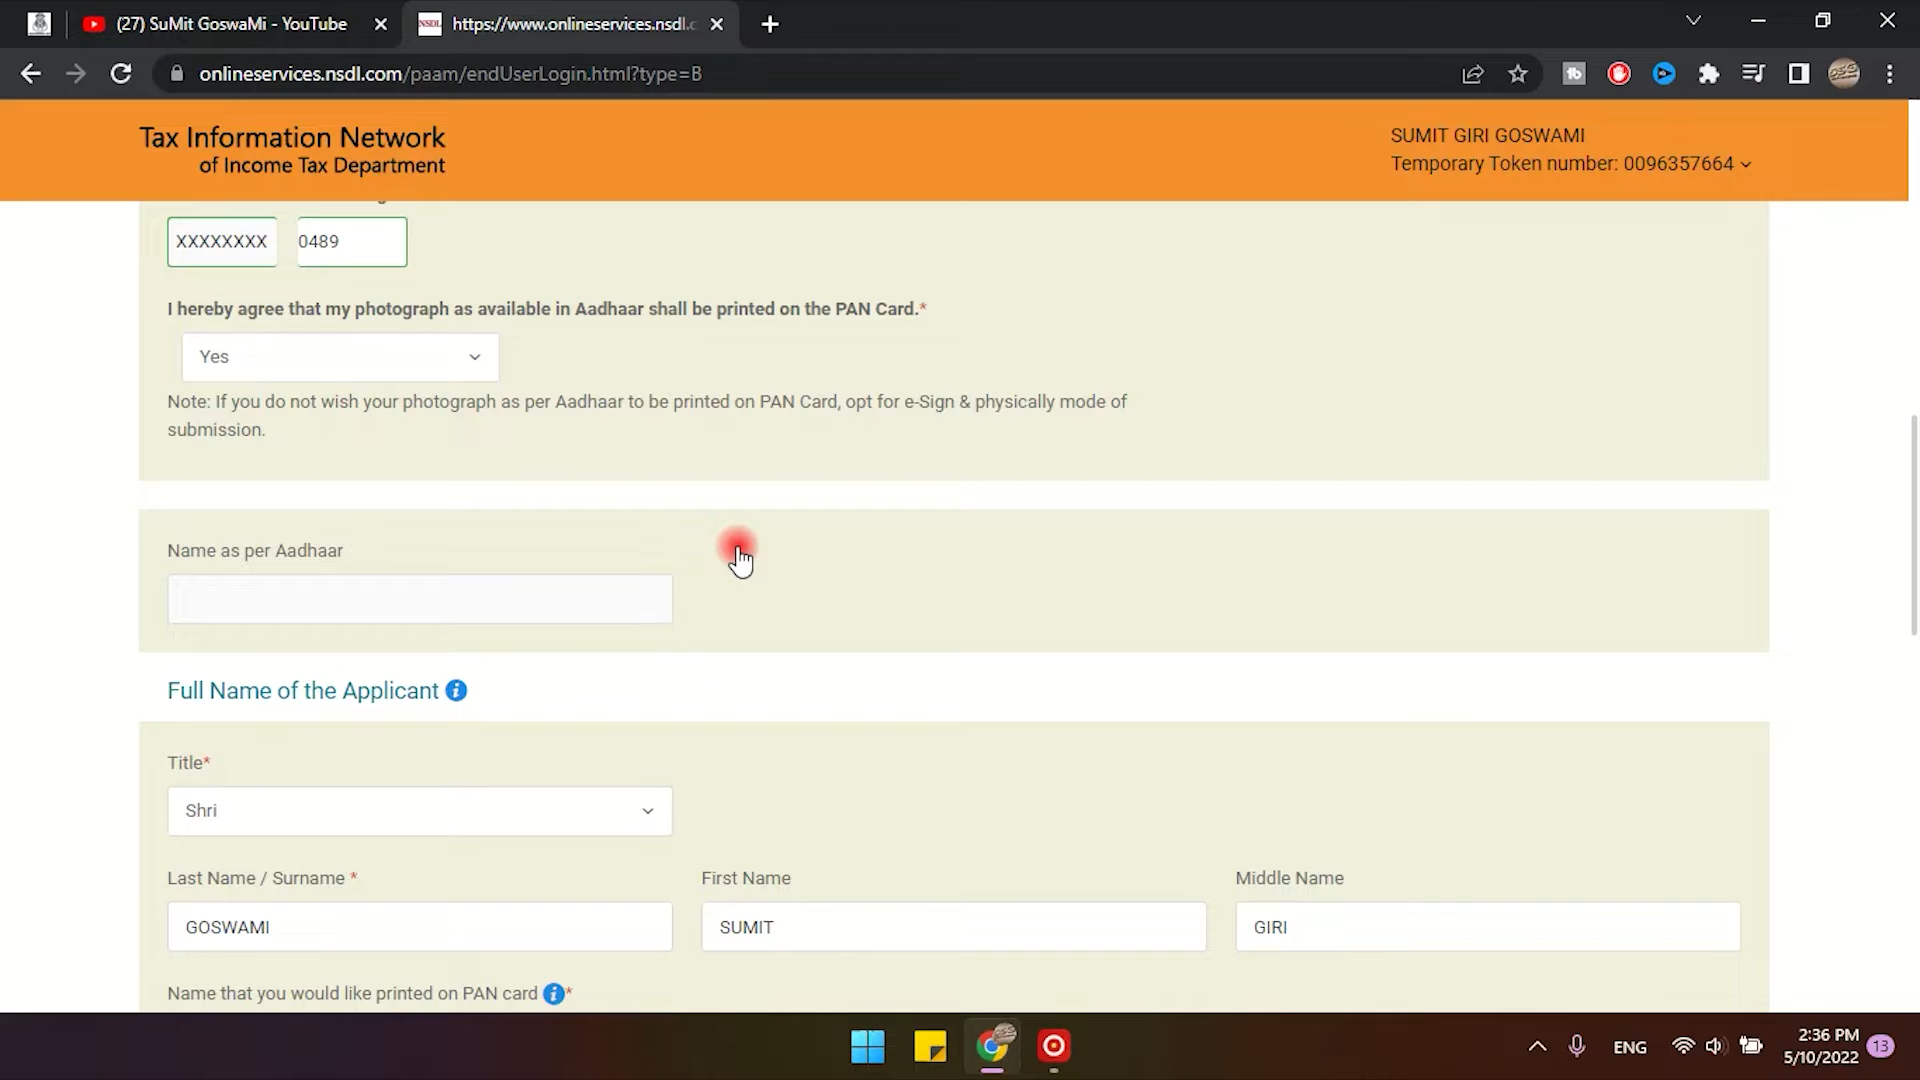 (27) SuMit GoswaMi - YouTube
NSDL
https://www.onlineservices.nsdl.c
onlineservices.nsdl.com/paam/endUserLogin.html?type=B
Tax Information Network
of Income Tax Department
SUMIT GIRI GOSWAMI
Temporary Token number: 0096357664
XXXXXXXX
0489
I hereby agree that my photograph as available in Aadhaar shall be printed on the PAN Card.*
Yes
Note: If you do not wish your photograph as per Aadhaar to be printed on PAN Card, opt for e-Sign & physically mode of
submission.
Name as per Aadhaar
Full Name of the Applicant i
Title*
Shri
Last Name / Surname *
First Name
Middle Name
GOSWAMI
SUMIT
GIRI
Name that you would like printed on PAN card i *
ENG
2:36 PM
5/10/2022
13